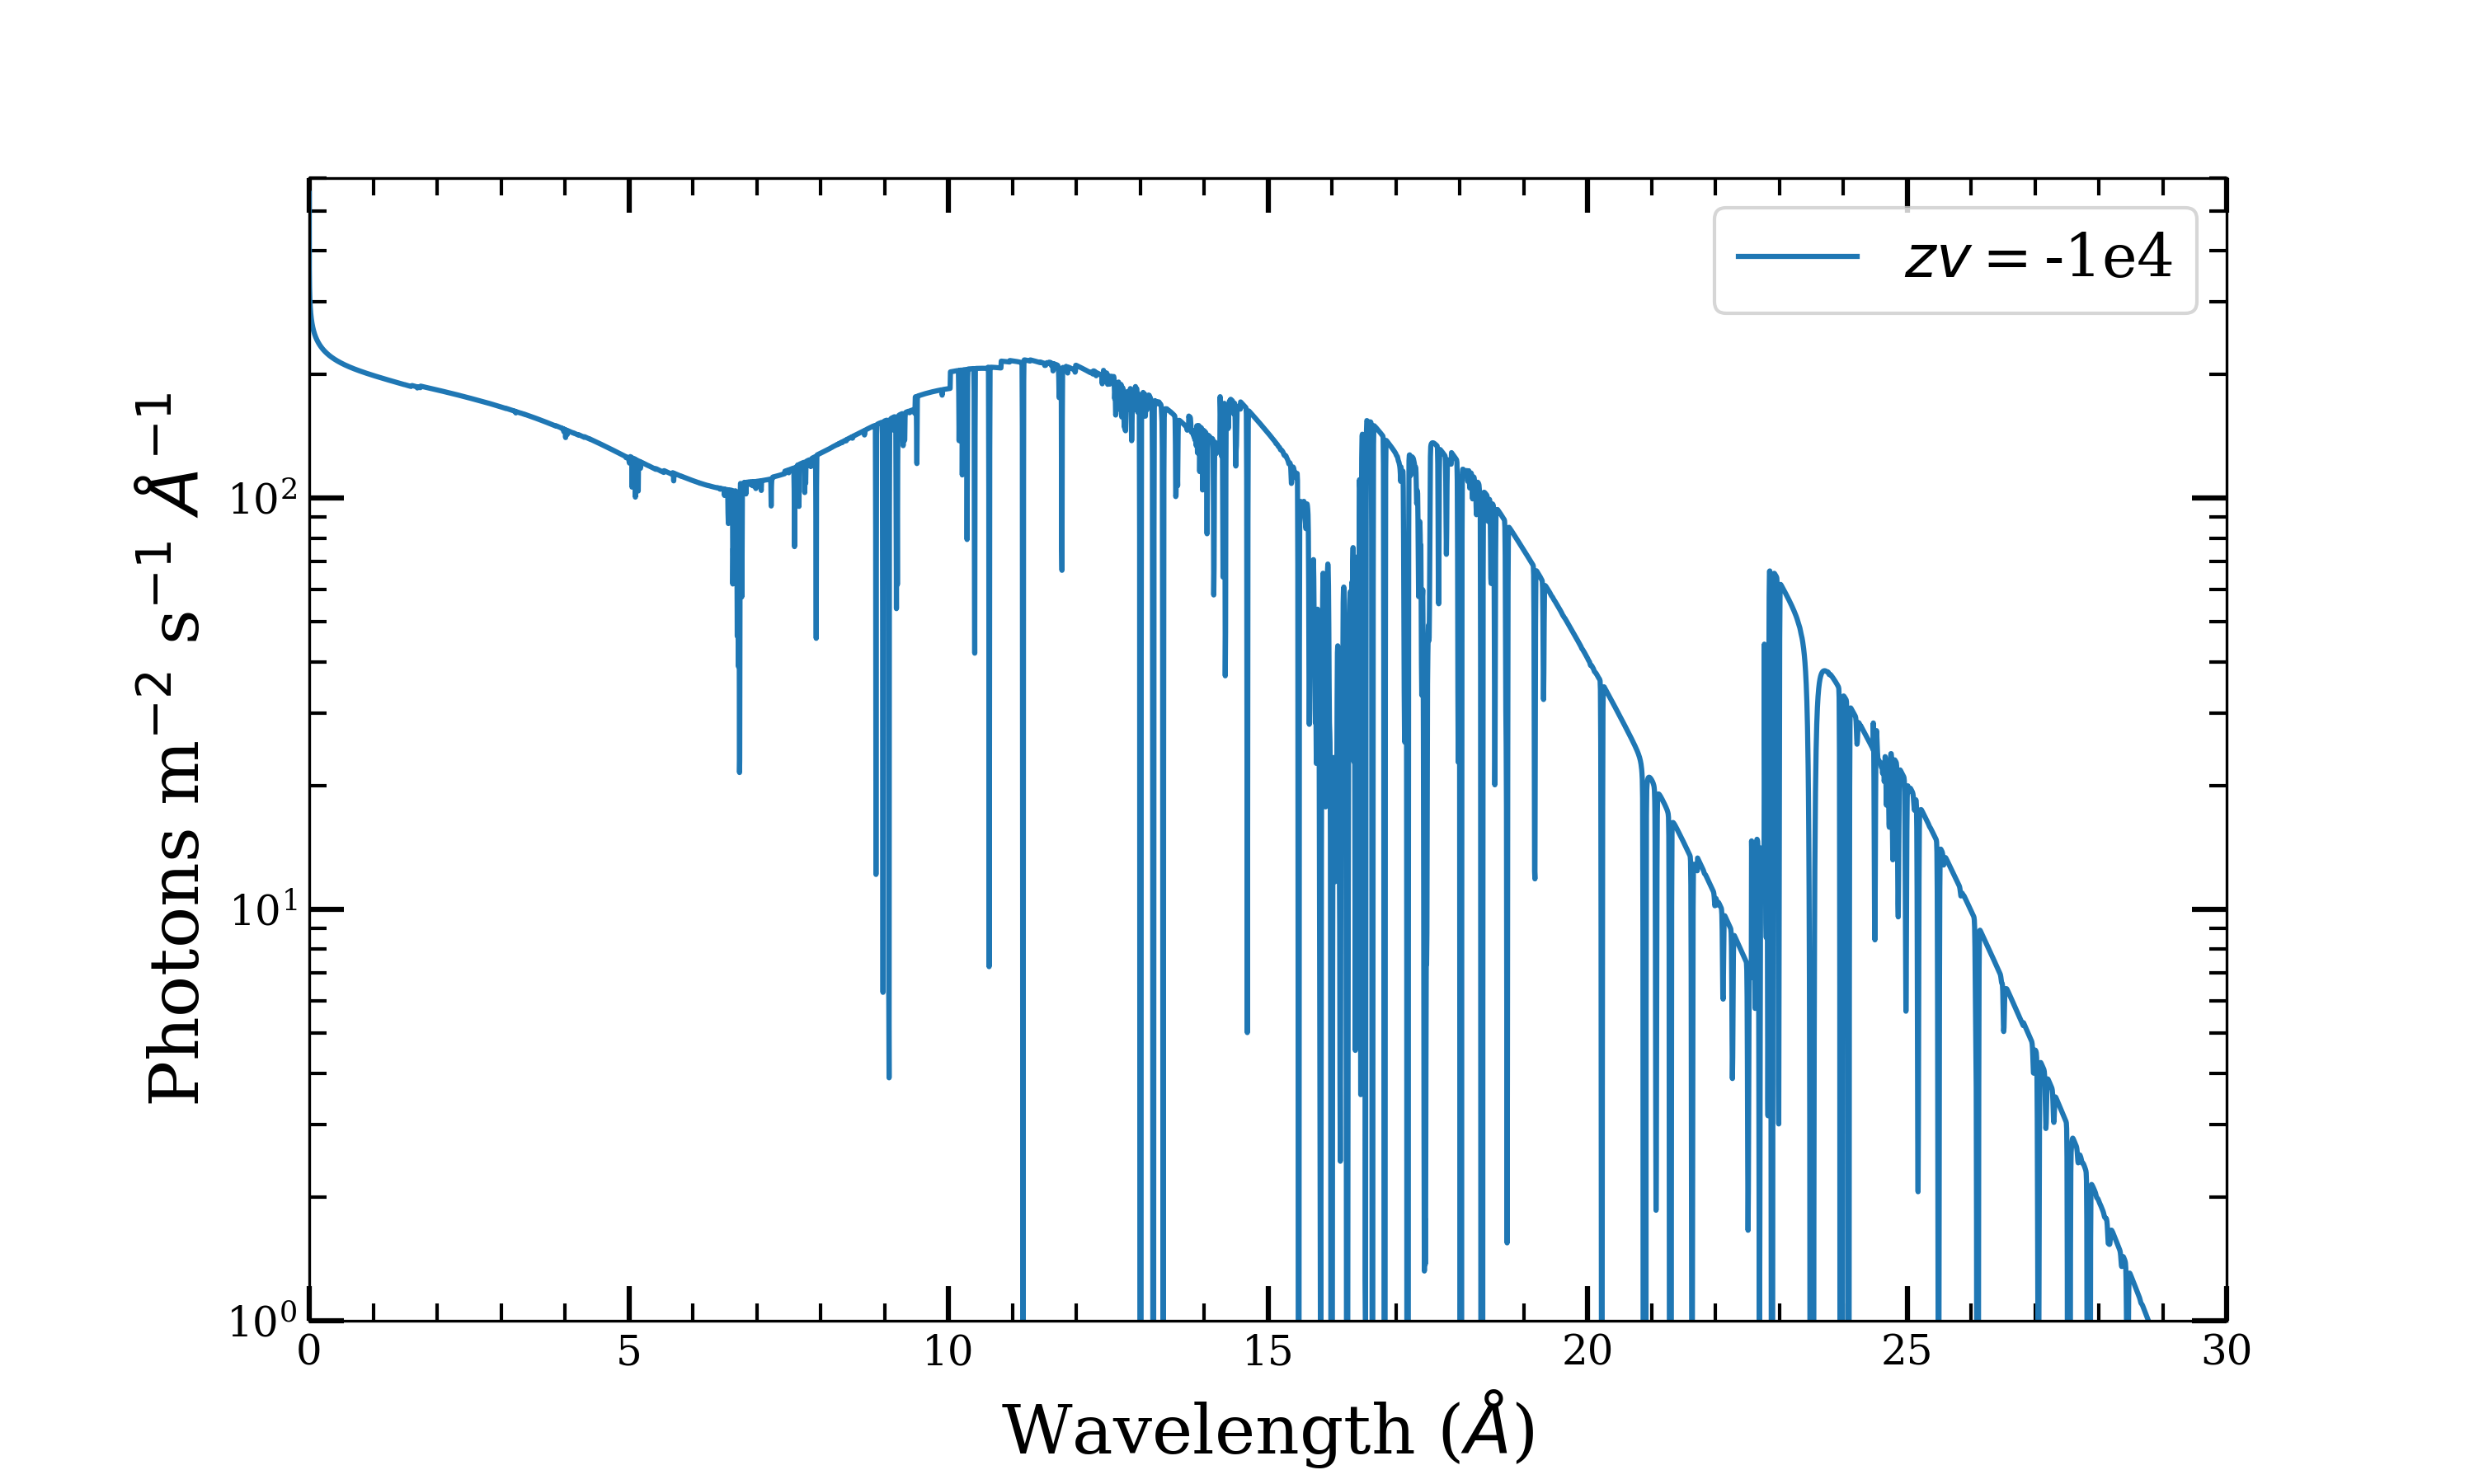 zv = -1e4
Photons m⁻² s⁻¹ Å⁻¹
10²
10¹
10⁰
0 5 10 15 20 25 30
Wavelength (Å)